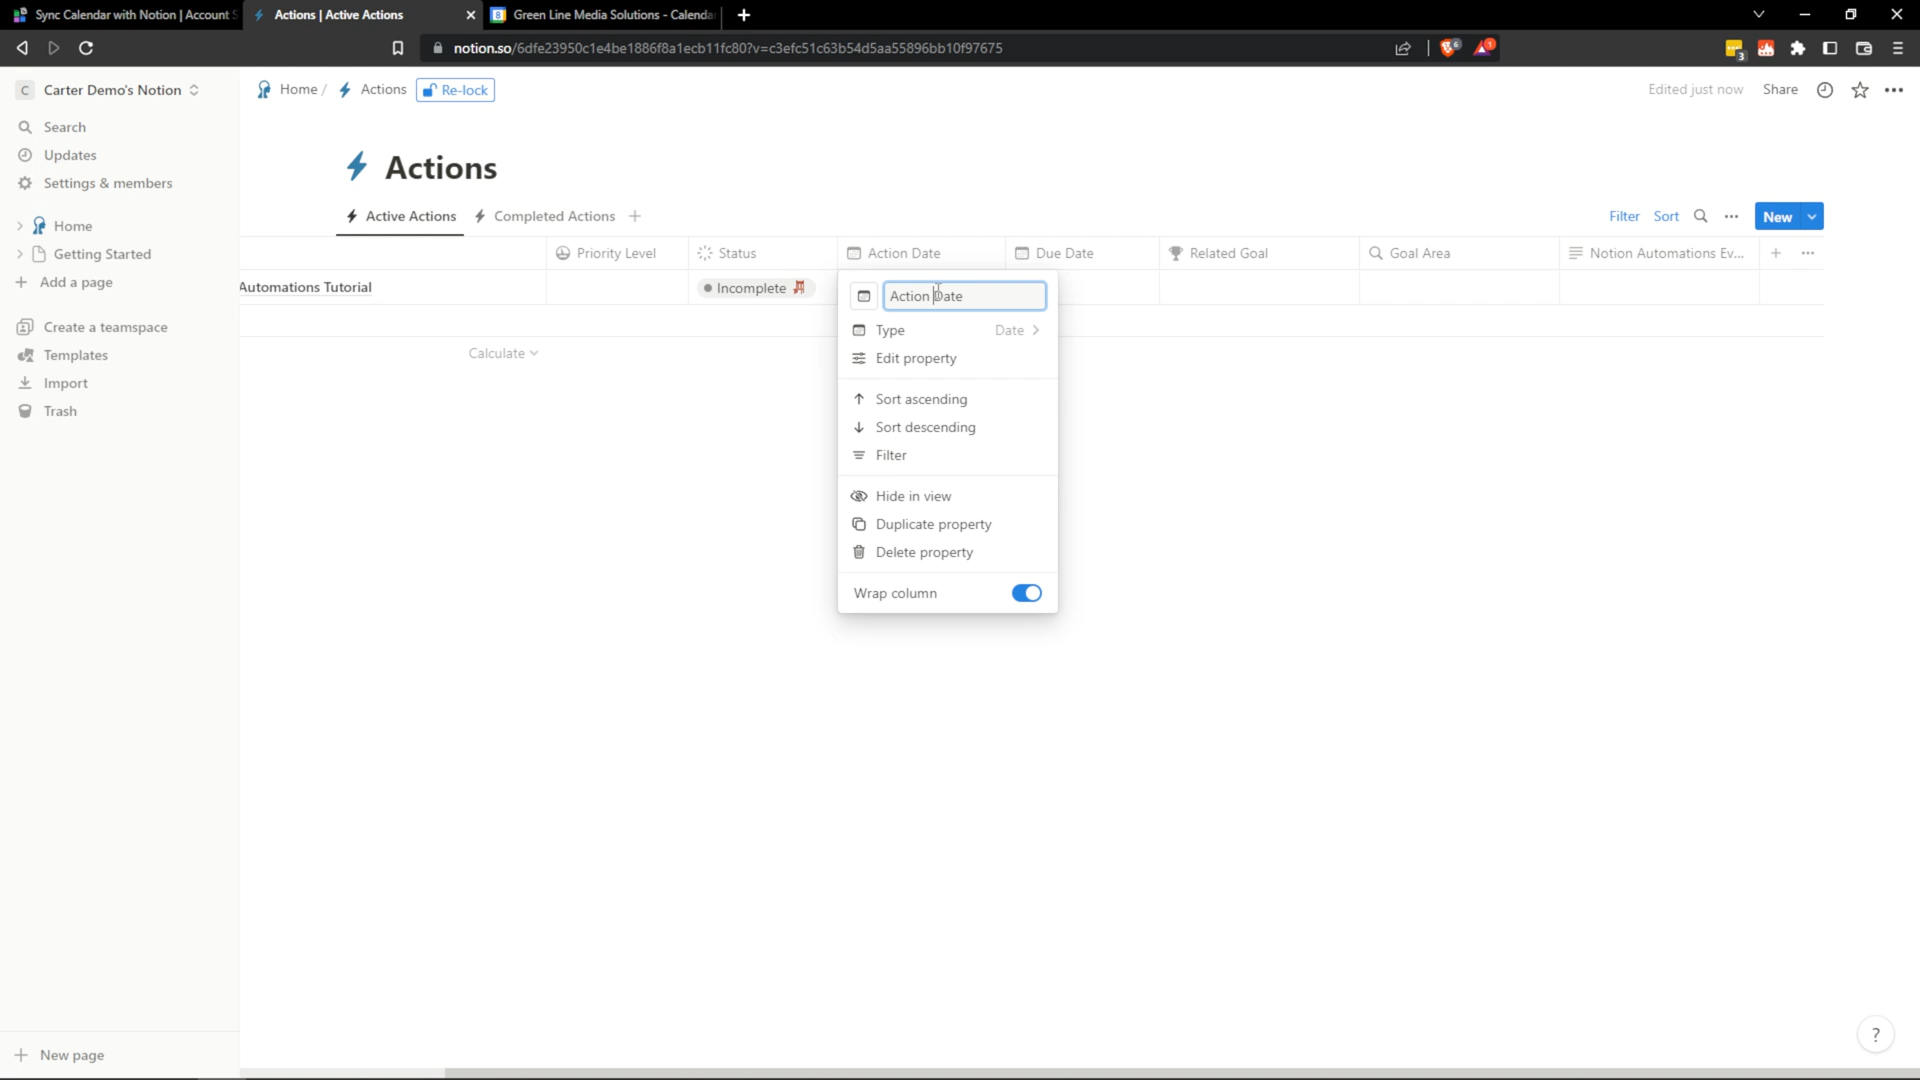 Sync Calendar with Notion | Account S
Actions | Active Actions
Green Line Media Solutions - Calenda
notion.so/6dfe23950c1e4be1886f8a1ecb11fc80?v=c3efc51c63b54d5aa55896bb10f97675
6
1
3
C Carter Demo's Notion
Home / Actions Re-lock
Edited just now Share
Search
Updates
Settings & members
Home
Getting Started
Add a page
Create a teamspace
Templates
Import
Trash
New page
Actions
Active Actions Completed Actions
Filter Sort New
Priority Level Status Action Date Due Date Related Goal Goal Area Notion Automations Ev...
Automations Tutorial Incomplete
Calculate
Action Date
Type Date
Edit property
Sort ascending
Sort descending
Filter
Hide in view
Duplicate property
Delete property
Wrap column
?